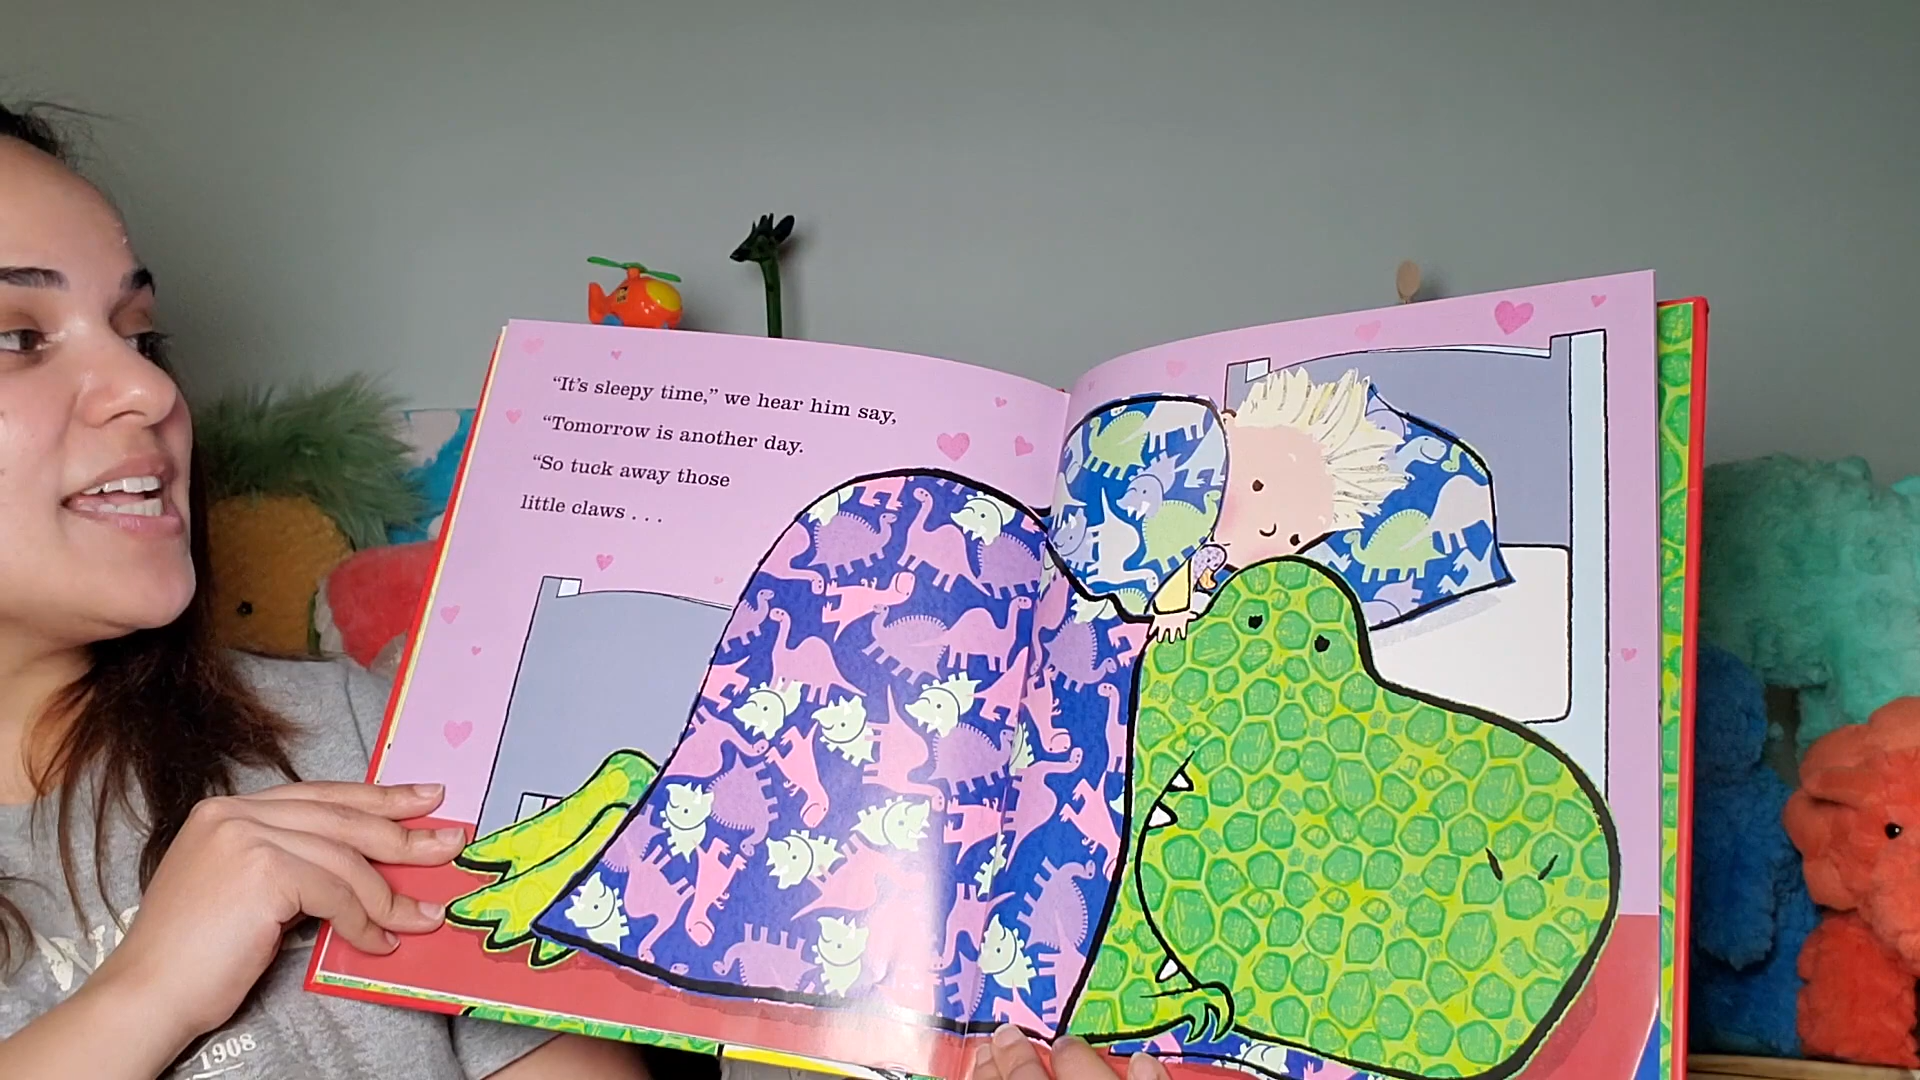 “It’s sleepy time,” we hear him say,
“Tomorrow is another day.
“So tuck away those
little claws . . .
1908